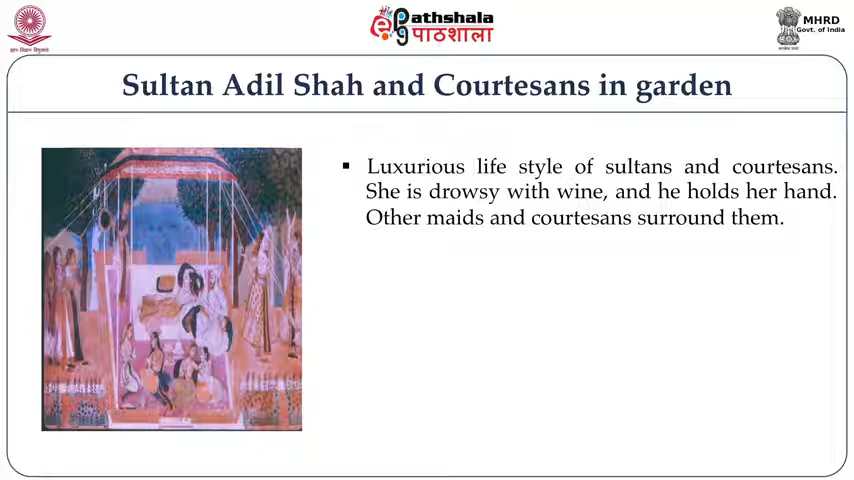 ePathshala
पाठशाला
MHRD
Govt. of India
Sultan Adil Shah and Courtesans in garden
▪ Luxurious life style of sultans and courtesans.
She is drowsy with wine, and he holds her hand.
Other maids and courtesans surround them.